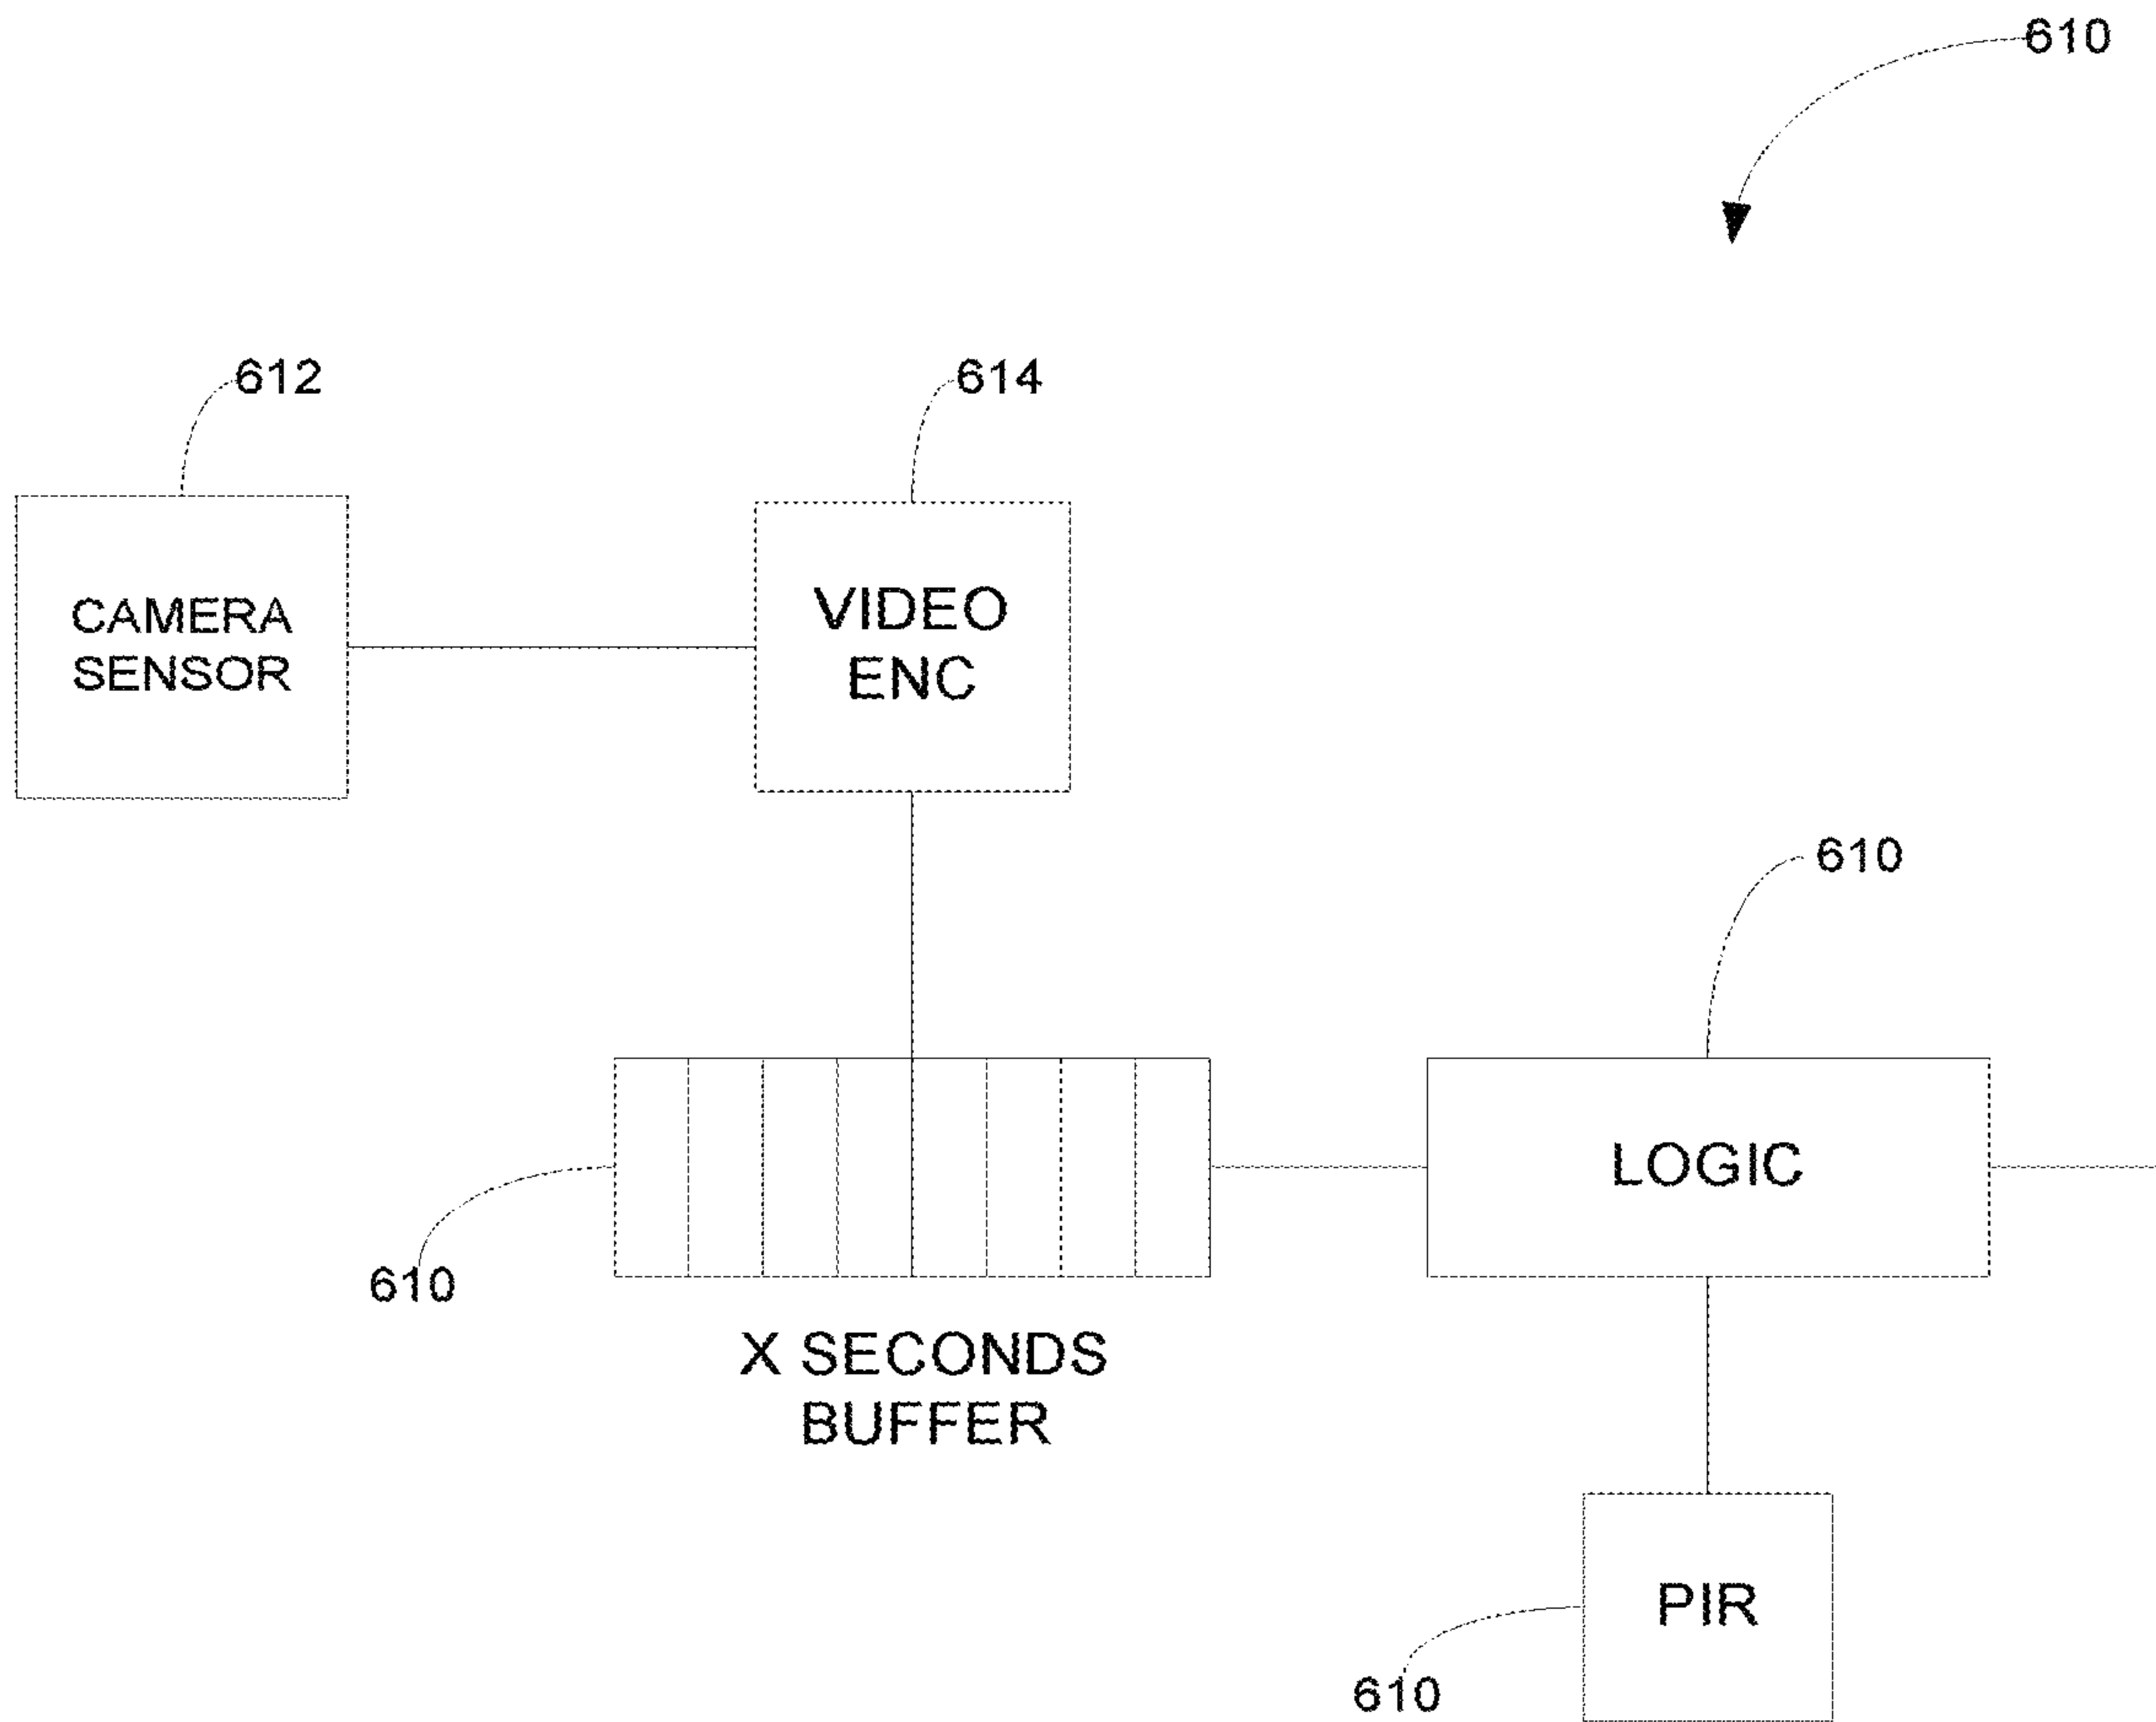 610
612
614
CAMERA
SENSOR
VIDEO
ENC
610
LOGIC
610
X SECONDS
BUFFER
PIR
610